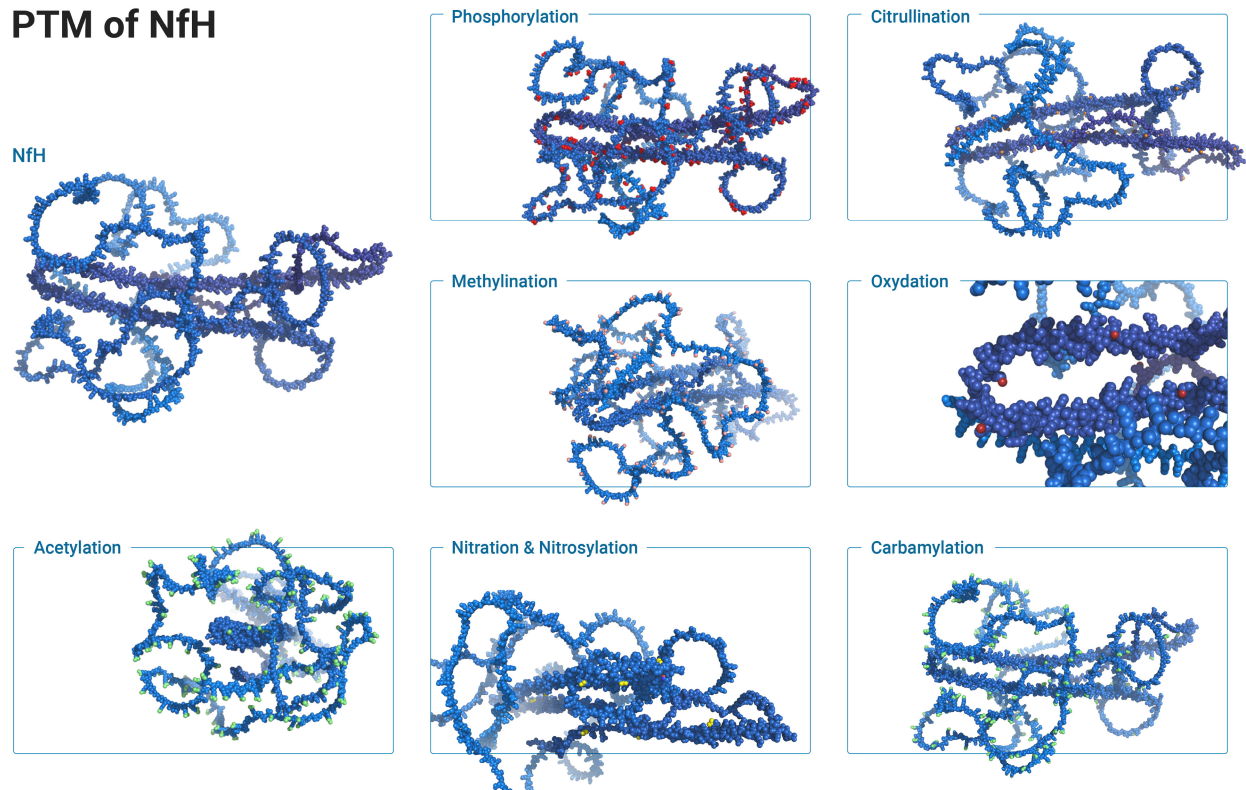 PTM of NfH
Phosphorylation
Citrullination
NfH
Methylination
Oxydation
Acetylation
Nitration & Nitrosylation
Carbamylation